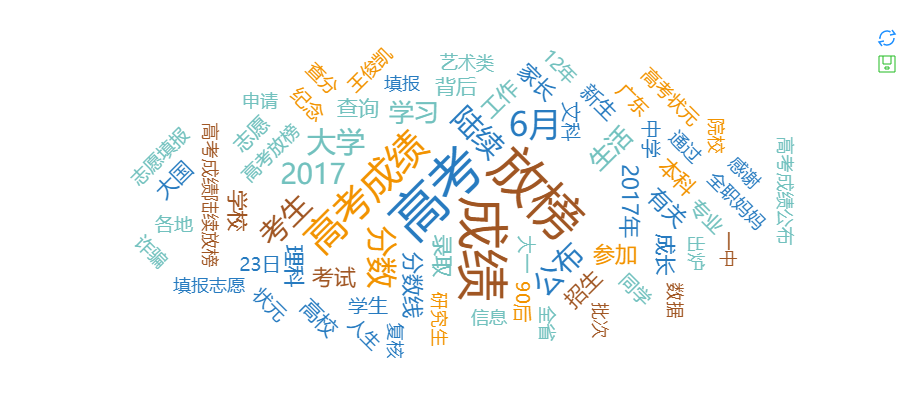 12年
艺术类
家长
王俊凯
查分
填报
背后
工作
新生
高考状元
广东
申请
纪念
查询
学习
陆续
6月
文科
院校
志愿
高考放榜
大学
2017
高考成绩
高考
放榜
成绩
生活
中学
通过
本科
感谢
全职妈妈
志愿填报
大国
高考成绩陆续放榜
学校
考生
2017年
有关
专业
高考成绩公布
各地
诈骗
23日
理科
考试
分数
分数线
录取
大一
公布
参加
成长
出炉
一中
填报志愿
状元
高校
学生
人生
复核
研究生
信息
90后
全省
招生
批次
同学
数据